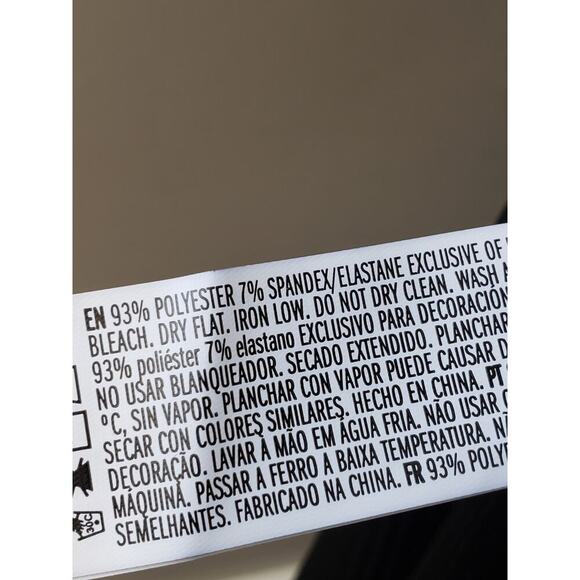 EN 93% POLYESTER 7% SPANDEX/ELASTANE EXCLUSIVE OF
BLEACH. DRY FLAT. IRON LOW. DO NOT DRY CLEAN. WASH
93% poliéster 7% elastano EXCLUSIVO PARA DECORACIÓN
NO USAR BLANQUEADOR. SECADO EXTENDIDO. PLANCHAR
ºC, SIN VAPOR. PLANCHAR CON VAPOR PUEDE CAUSAR
SECAR CON COLORES SIMILARES. HECHO EN CHINA. PT
DECORAÇÃO. LAVAR À MÃO EM ÁGUA FRIA. NÃO USAR
MÁQUINA. PASSAR A FERRO A BAIXA TEMPERATURA.
SEMELHANTES. FABRICADO NA CHINA. FR 93%
30C